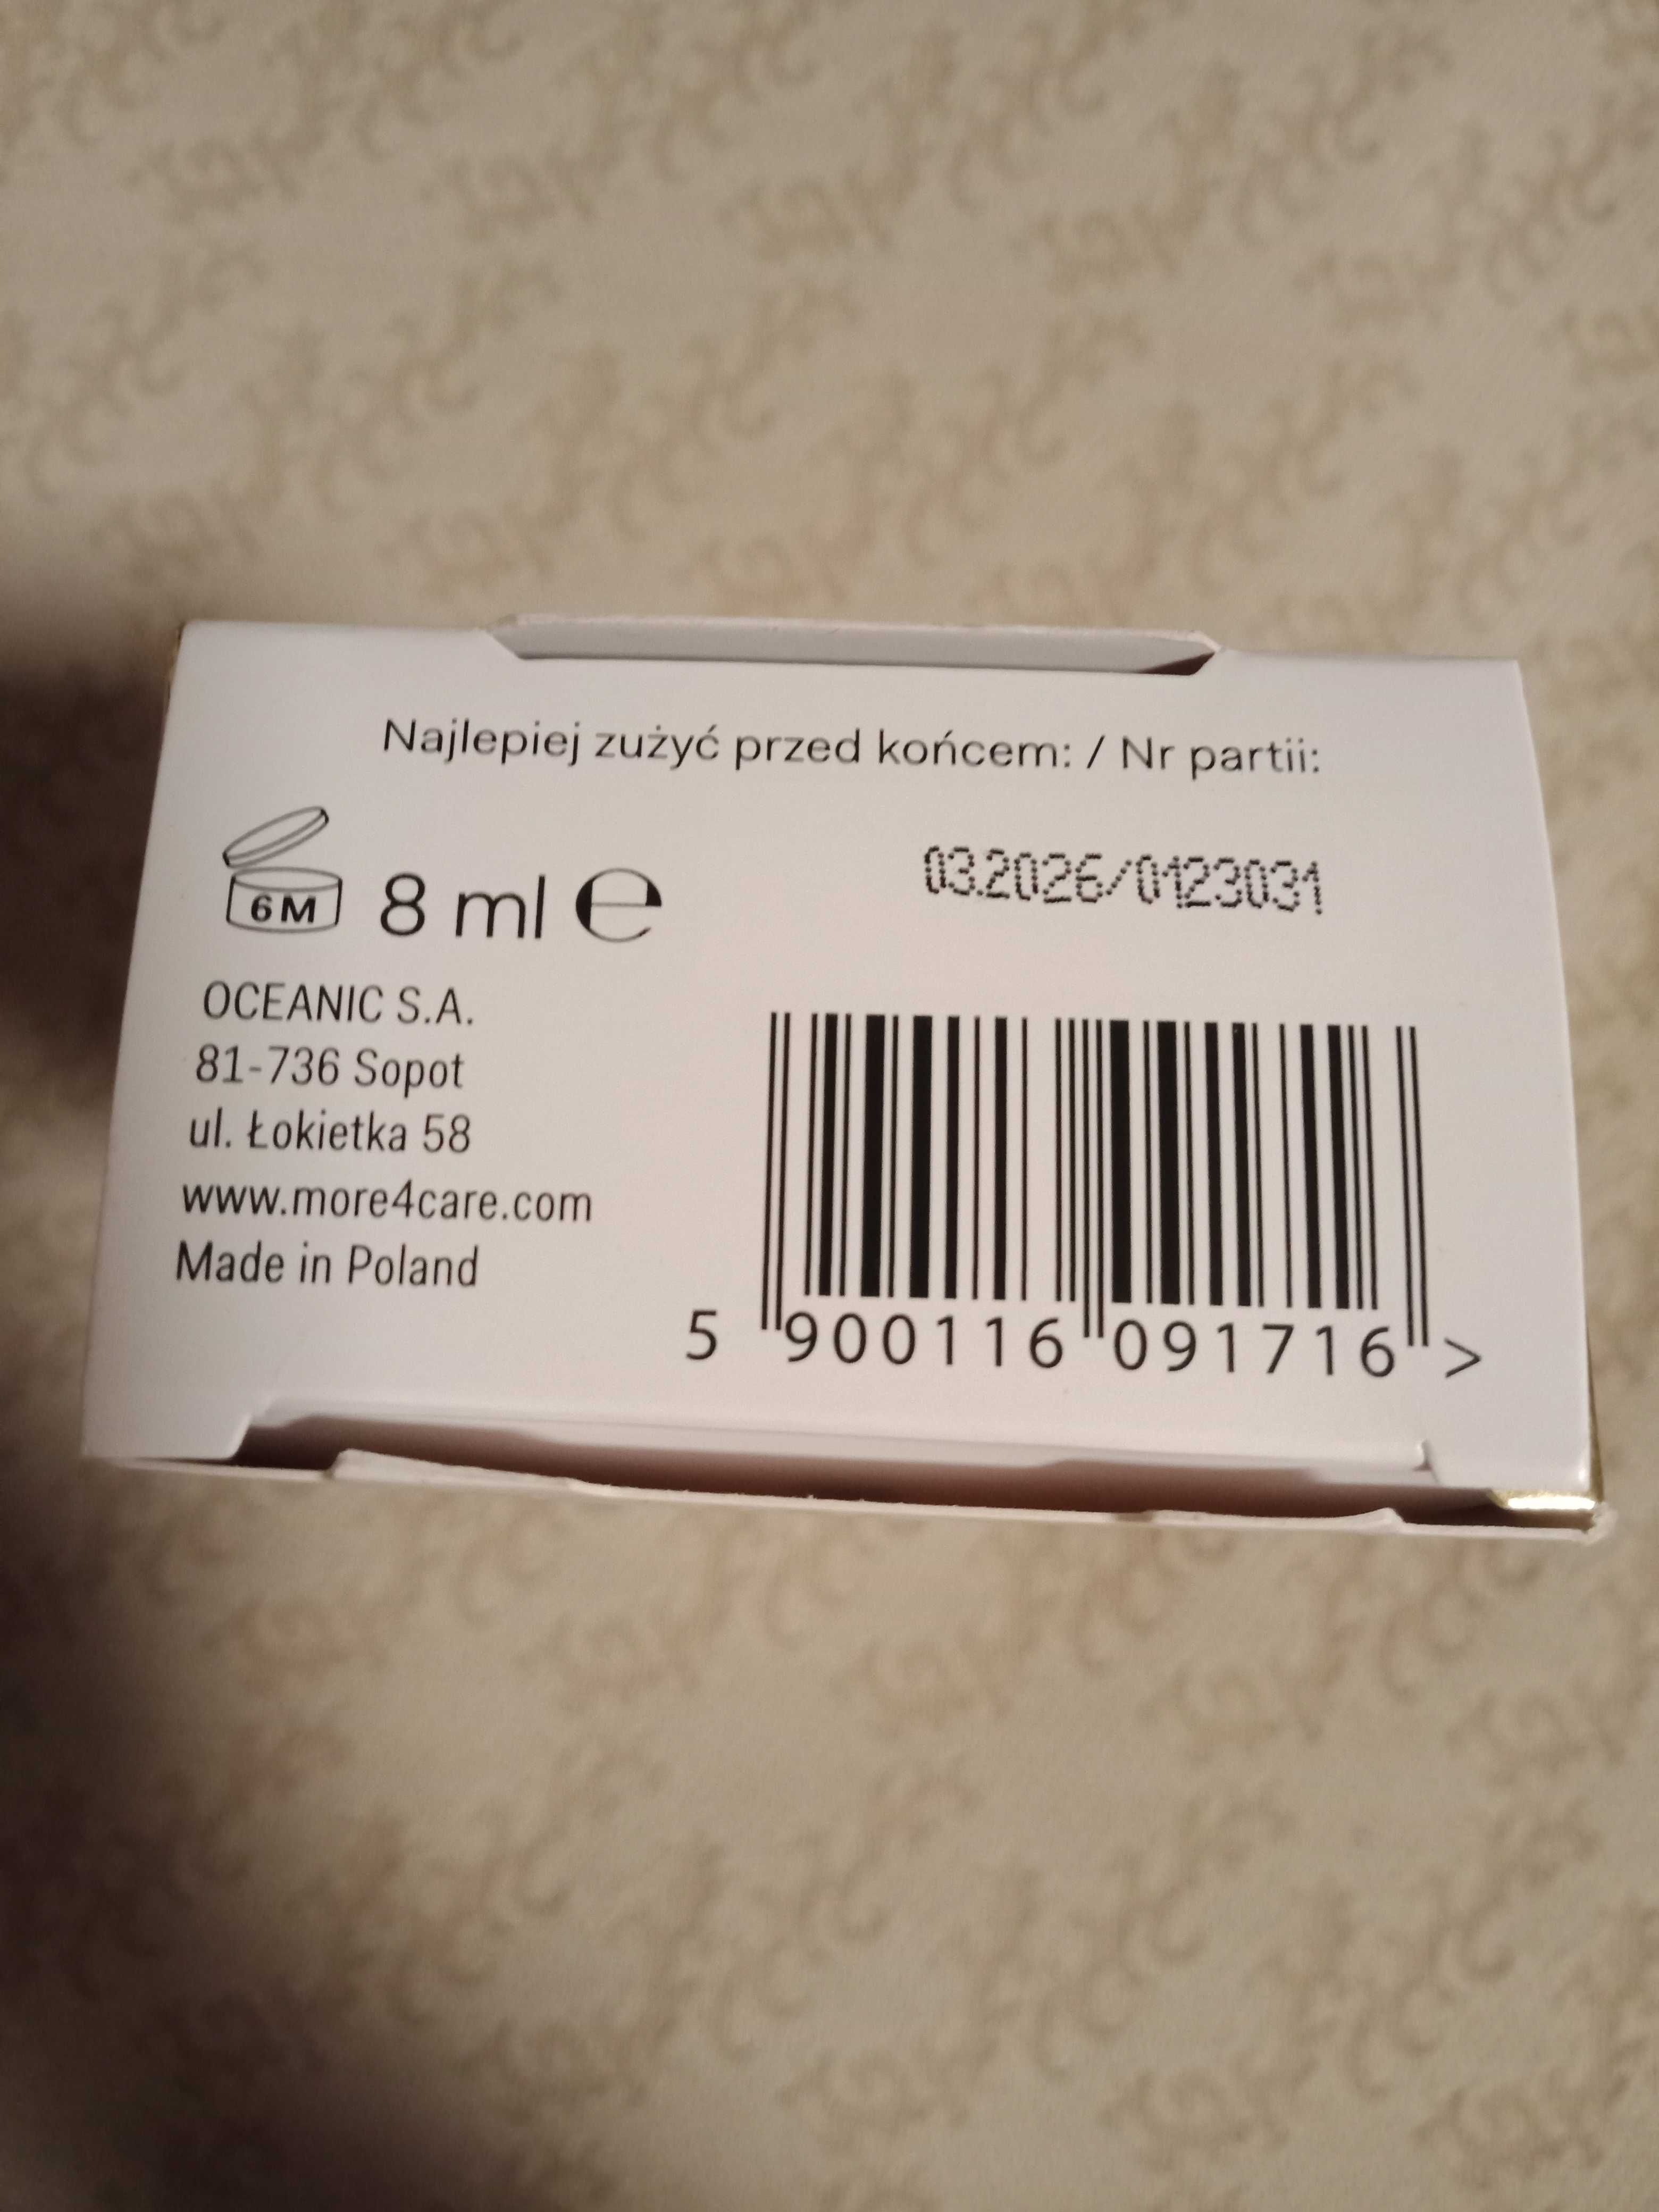 Najlepiej zużyć przed końcem: / Nr partii:
03.2026/0123031
6M 8 ml e
OCEANIC S.A.
81-736 Sopot
ul. Łokietka 58
www.more4care.com
Made in Poland
5 900116 091716 >